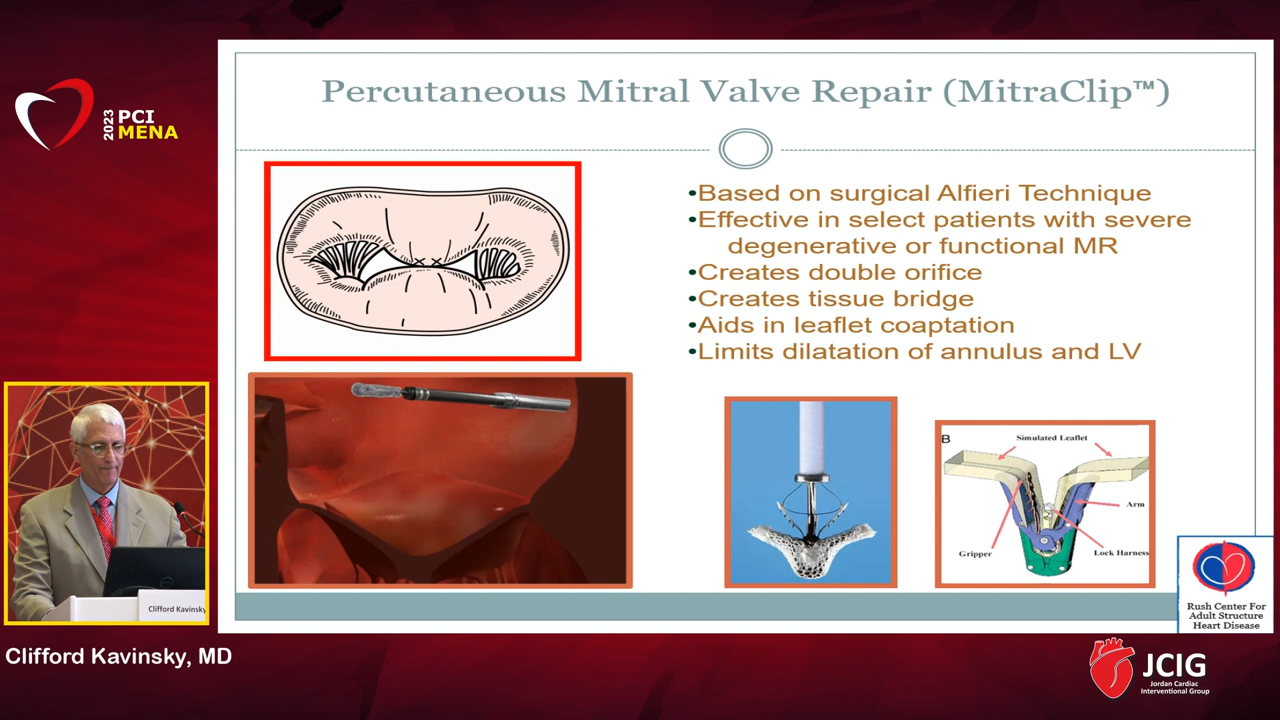 Percutaneous Mitral Valve Repair (MitraClip™)
2023 PCI
MENA
•Based on surgical Alfieri Technique
•Effective in select patients with severe
degenerative or functional MR
•Creates double orifice
•Creates tissue bridge
•Aids in leaflet coaptation
•Limits dilatation of annulus and LV
B
Simulated Leaflet
Arm
Gripper
Lock Harness
Rush Center For
Adult Structure
Heart Disease
Clifford Kavinsky
Clifford Kavinsky, MD
JCIG
Jordan Cardiac
Interventional Group